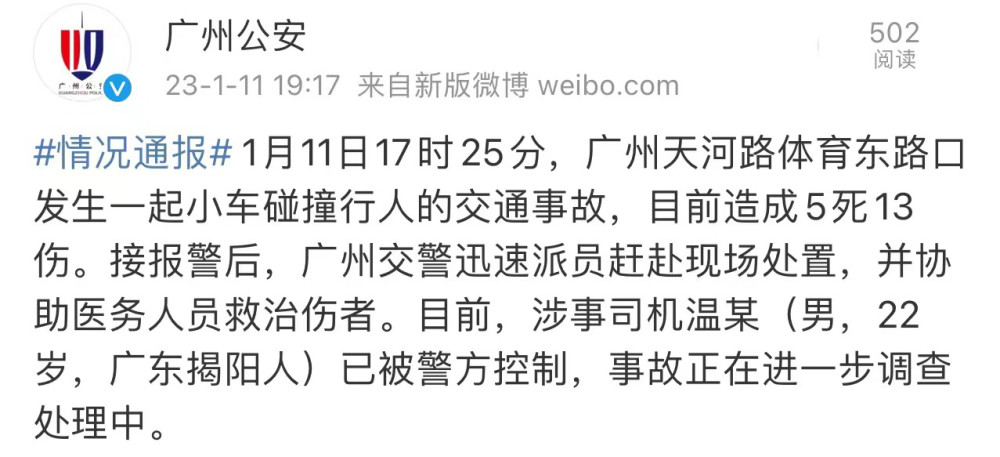 广州公安
502
23-1-11 19:17 来自新版微博 weibo.com
阅读
#情况通报# 1月11日17时25分，广州天河路体育东路口
发生一起小车碰撞行人的交通事故，目前造成5死13
伤。接报警后，广州交警迅速派员赶赴现场处置，并协
助医务人员救治伤者。目前，涉事司机温某（男，22
岁，广东揭阳人）已被警方控制，事故正在进一步调查
处理中。